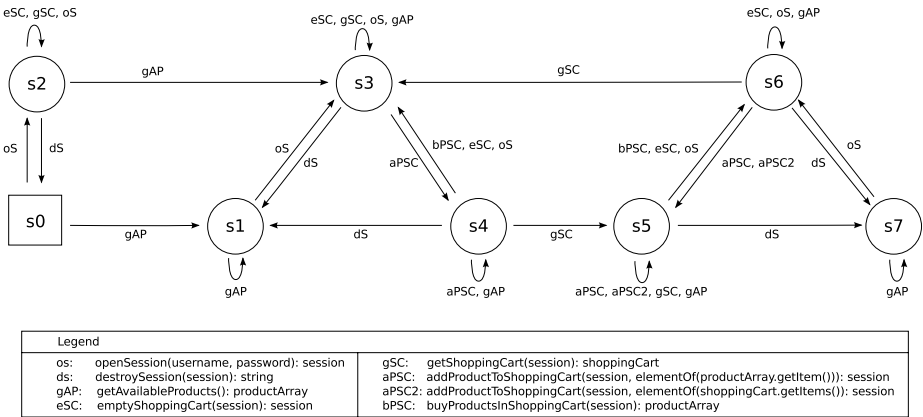 eSC, gSC, oS
eSC, gSC, oS, gAP
eSC, oS, gAP
s2
gAP
s3
gSC
s6
oS
dS
oS
dS
bPSC, eSC, oS
aPSC
bPSC, eSC, oS
aPSC, aPSC2
oS
dS
s0
gAP
s1
dS
s4
gSC
s5
dS
s7
gAP
aPSC, gAP
aPSC, aPSC2, gSC, gAP
gAP
Legend
os: openSession(username, password): session
ds: destroySession(session): string
gAP: getAvailableProducts(): productArray
eSC: emptyShoppingCart(session): session
gSC: getShoppingCart(session): shoppingCart
aPSC: addProductToShoppingCart(session, elementOf(productArray.getItem())): session
aPSC2: addProductToShoppingCart(session, elementOf(shoppingCart.getItems()): session
bPSC: buyProductsInShoppingCart(session): productArray